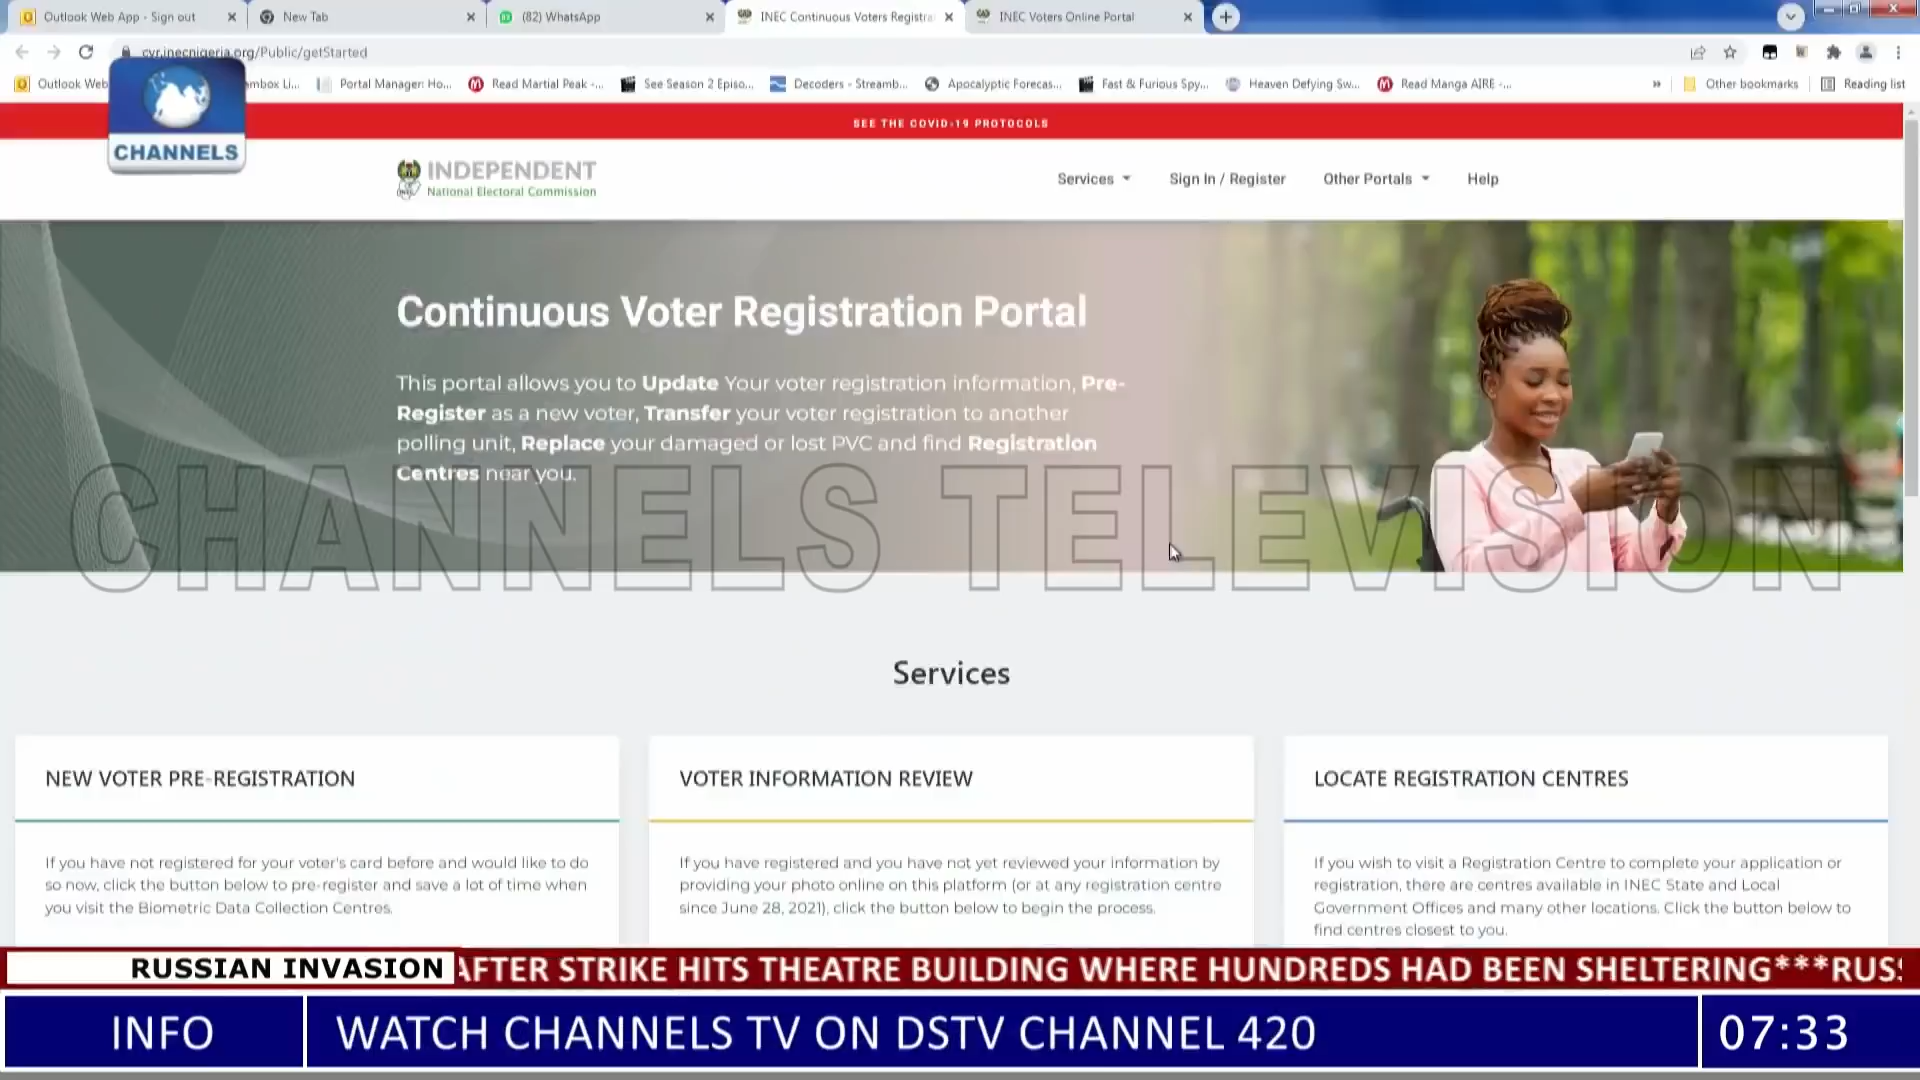 Outlook Web App - Sign out
New Tab
(82) WhatsApp
INEC Continuous Voters Registra
INEC Voters Online Portal
cvr.inecnigeria.org/Public/getStarted
Outlook Web
mbox Li...
Portal Manager: Ho...
Read Martial Peak -...
See Season 2 Episo...
Decoders - Streamb...
Apocalyptic Forecas...
Fast & Furious Spy...
Heaven Defying Sw...
Read Manga AIRE -...
»
Other bookmarks
Reading list
CHANNELS
SEE THE COVID-19 PROTOCOLS
INDEPENDENT
National Electoral Commission
Services
Sign In / Register
Other Portals
Help
Continuous Voter Registration Portal
This portal allows you to Update Your voter registration information, Pre-
Register as a new voter, Transfer your voter registration to another
polling unit, Replace your damaged or lost PVC and find Registration
Centres near you.
CHANNELS TELEVISION
Services
NEW VOTER PRE-REGISTRATION
If you have not registered for your voter's card before and would like to do
so now, click the button below to pre-register and save a lot of time when
you visit the Biometric Data Collection Centres.
VOTER INFORMATION REVIEW
If you have registered and you have not yet reviewed your information by
providing your photo online on this platform (or at any registration centre
since June 28, 2021), click the button below to begin the process.
LOCATE REGISTRATION CENTRES
If you wish to visit a Registration Centre to complete your application or
registration, there are centres available in INEC State and Local
Government Offices and many other locations. Click the button below to
find centres closest to you.
RUSSIAN INVASION
AFTER STRIKE HITS THEATRE BUILDING WHERE HUNDREDS HAD BEEN SHELTERING***RUS
INFO
WATCH CHANNELS TV ON DSTV CHANNEL 420
07:33